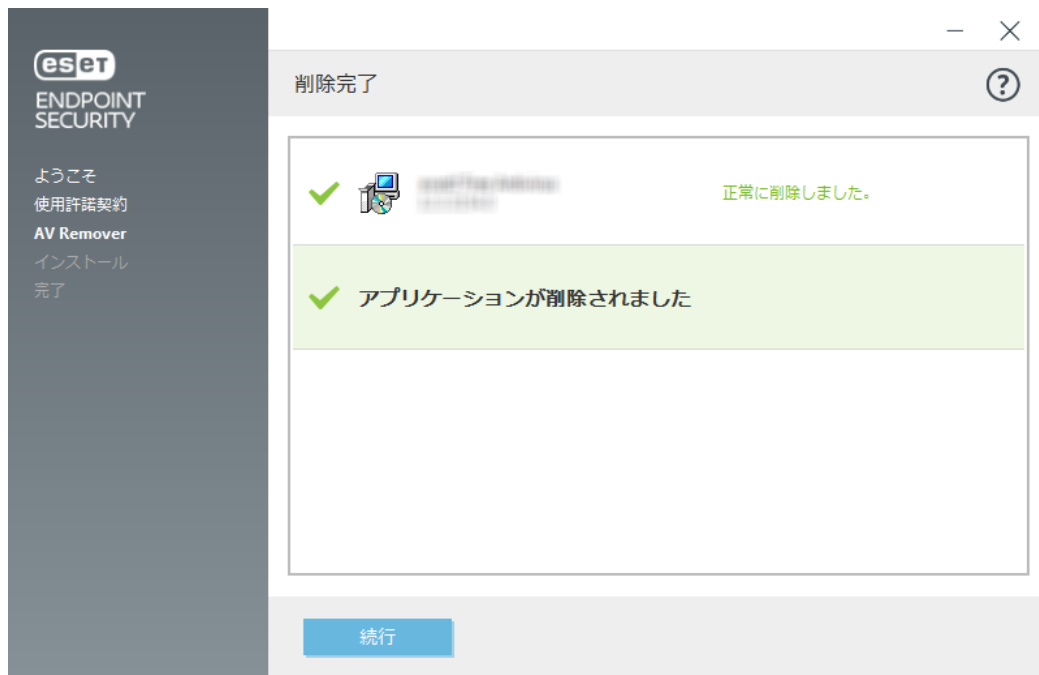 eset
ENDPOINT
SECURITY
ようこそ
使用許諾契約
AV Remover
インストール
完了
削除完了
?
正常に削除しました。
アプリケーションが削除されました
続行